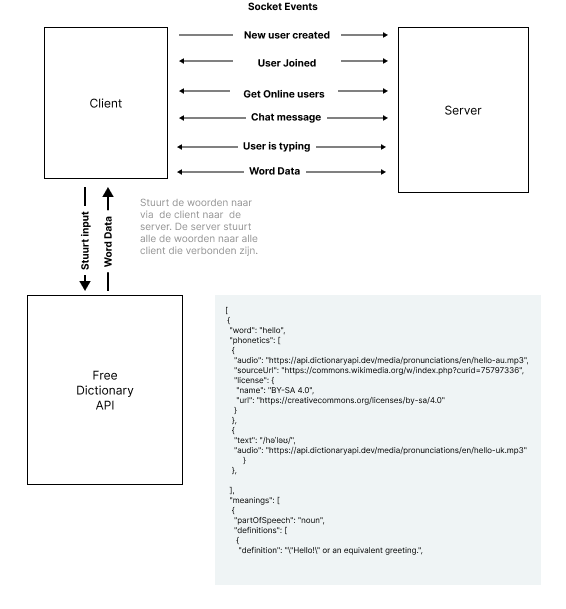 Socket Events
New user created
User Joined
Get Online users
Chat message
User is typing
Word Data
Client
Server
Stuurt input
Word Data
Stuurt de woorden naar
via de client naar de
server. De server stuurt
alle de woorden naar alle
client die verbonden zijn.
Free
Dictionary
API
[
{
"word": "hello",
"phonetics": [
{
"audio": "https://api.dictionaryapi.dev/media/pronunciations/en/hello-au.mp3",
"sourceUrl": "https://commons.wikimedia.org/w/index.php?curid=75797336",
"license": {
"name": "BY-SA 4.0",
"url": "https://creativecommons.org/licenses/by-sa/4.0"
}
},
{
"text": "/həˈləʊ/",
"audio": "https://api.dictionaryapi.dev/media/pronunciations/en/hello-uk.mp3"
}
},
],
"meanings": [
{
"partOfSpeech": "noun",
"definitions": [
{
"definition": "\"Hello!\" or an equivalent greeting.",